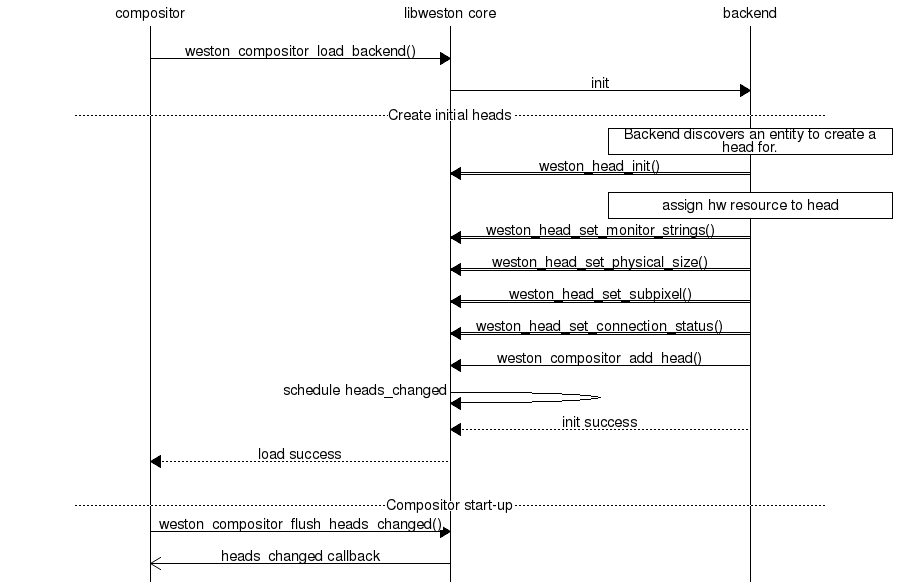 compositor libweston core backend
weston_compositor_load_backend()
init
Create initial heads
Backend discovers an entity to create a
head for.
weston_head_init()
assign hw resource to head
weston_head_set_monitor_strings()
weston_head_set_physical_size()
weston_head_set_subpixel()
weston_head_set_connection_status()
weston_compositor_add_head()
schedule heads_changed
init success
load success
Compositor start-up
weston_compositor_flush_heads_changed()
heads_changed callback